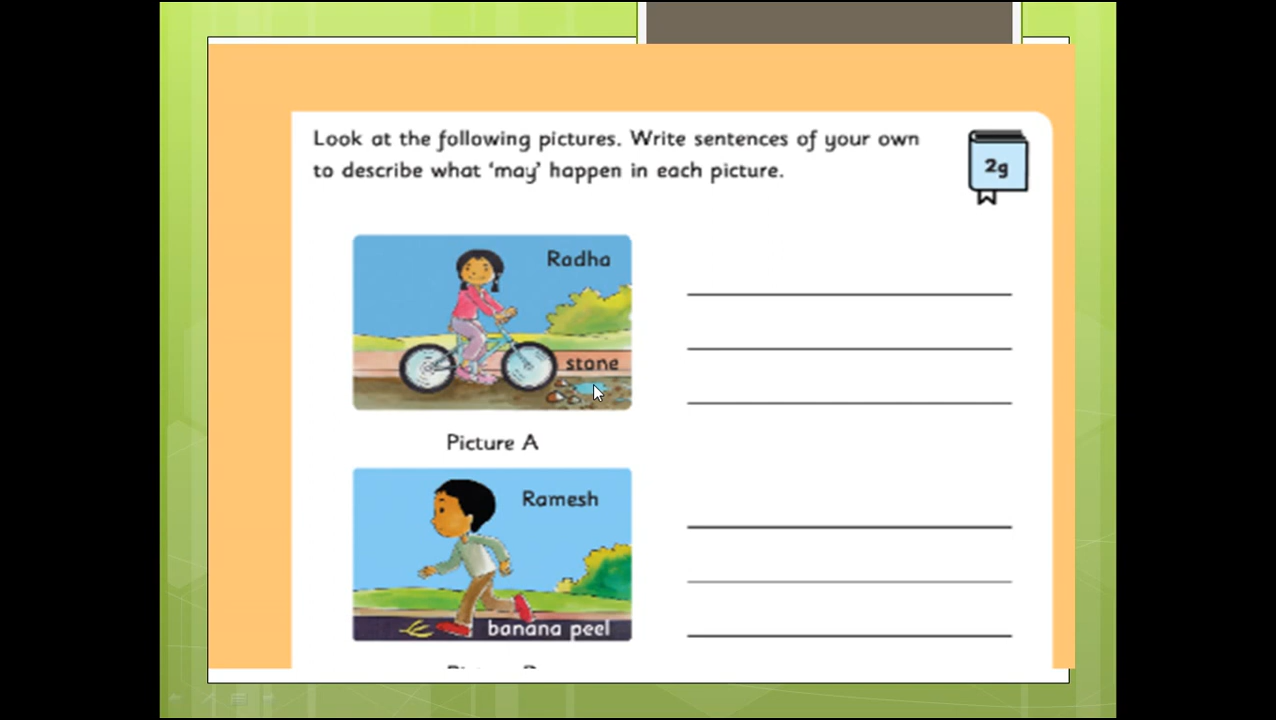 Look at the following pictures. Write sentences of your own
to describe what ‘may’ happen in each picture.
2g
Radha
stone
Picture A
Ramesh
banana peel